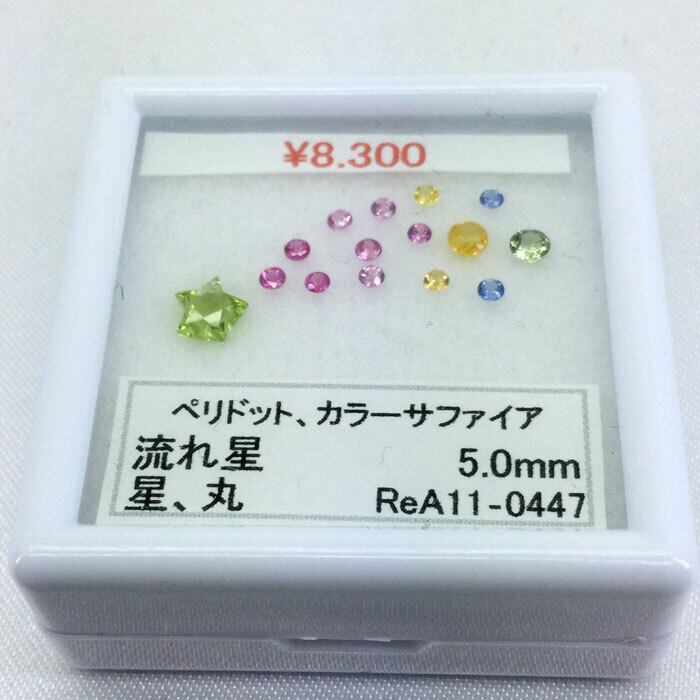 ¥8.300
ペリドット、カラーサファイア
流れ星 5.0mm
星、丸 ReA11-0447